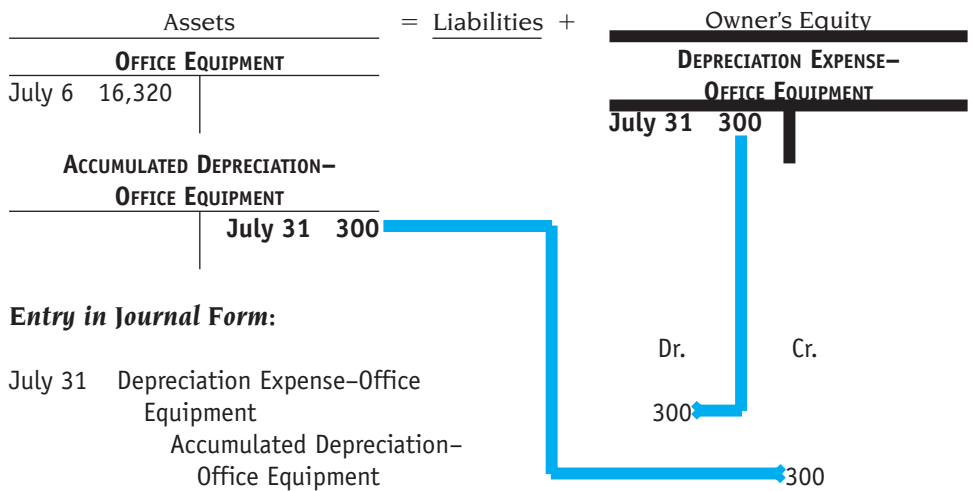 Assets = Liabilities + Owner's Equity
OFFICE EQUIPMENT
July 6 16,320
ACCUMULATED DEPRECIATION–
OFFICE EQUIPMENT
July 31 300
DEPRECIATION EXPENSE–
OFFICE EQUIPMENT
July 31 300
Entry in Journal Form:
Dr. Cr.
July 31 Depreciation Expense–Office
Equipment 300
Accumulated Depreciation–
Office Equipment 300